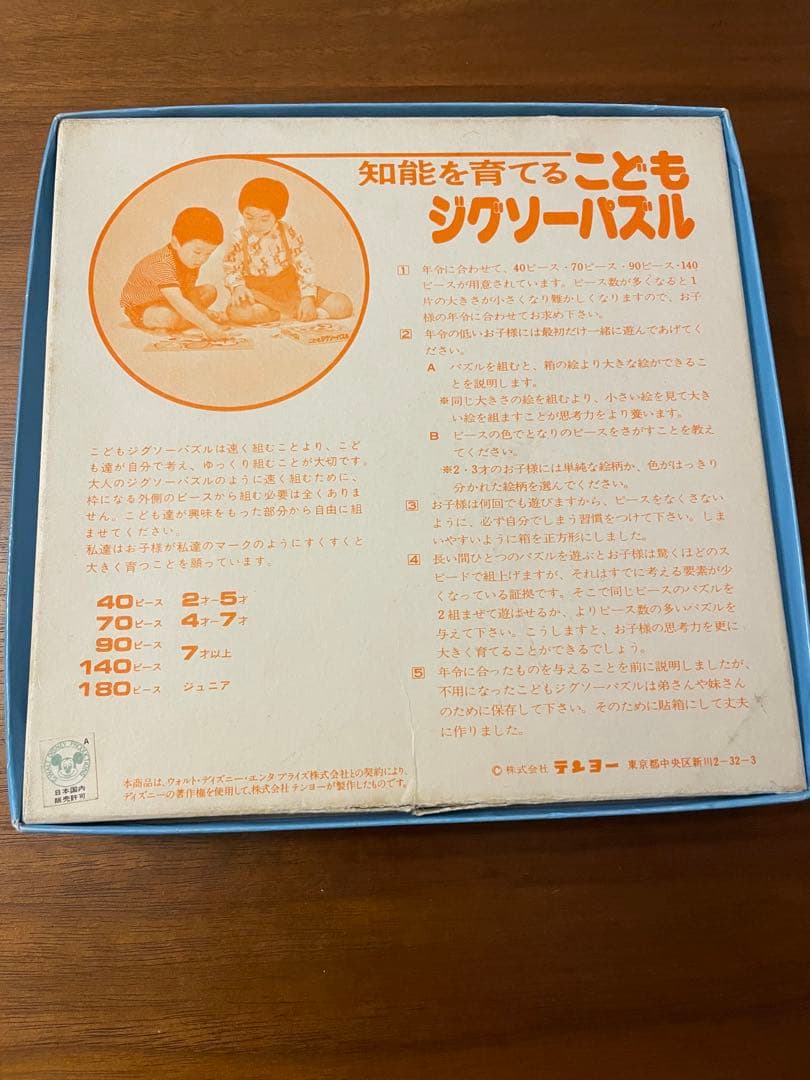 知能を育てるこども
ジグソーパズル
こどもジグソーパズル
1 年令に合わせて、40ピース・70ピース・90ピース・140
ピースが用意されています。ピース数が多くなると1
片の大きさが小さくなり難かしくなりますので、お子
様の年令に合わせてお求め下さい。
2 年令の低いお子様には最初だけ一緒に遊んであげてく
ださい。
A パズルを組むと、箱の絵より大きな絵ができるこ
とを説明します。
※同じ大きさの絵を組むより、小さい絵を見て大き
い絵を組ますことが思考力をより養います。
B ピースの色でとなりのピースをさがすことを教え
てください。
※2・3才のお子様には単純な絵柄か、色がはっきり
分かれた絵柄を選んでください。
3 お子様は何回でも遊びますから、ピースをなくさない
ように、必ず自分でしまう習慣をつけて下さい。しま
いやすいように箱を正方形にしました。
4 長い間ひとつのパズルを遊ぶとお子様は驚くほどのス
ピードで組上げますが、それはすでに考える要素が少
くなっている証拠です。そこで同じピースのパズルを
2組まぜて遊ばせるか、よりピース数の多いパズルを
与えて下さい。こうしますと、お子様の思考力を更に
大きく育てることができるでしょう。
5 年令に合ったものを与えることを前に説明しましたが、
不用になったこどもジグソーパズルは弟さんや妹さん
のために保存して下さい。そのために貼箱にして丈夫
に作りました。
こどもジグソーパズルは速く組むことより、こど
も達が自分で考え、ゆっくり組むことが大切です。
大人のジグソーパズルのように速く組むために、
枠になる外側のピースから組む必要は全くありま
せん。こども達が興味をもった部分から自由に組
ませてください。
私達はお子様が私達のマークのようにすくすくと
大きく育つことを願っています。
40ピース 2才–5才
70ピース 4才–7才
90ピース
7才以上
140ピース
180ピース ジュニア
A
日本国内
販売許可
本商品は、ウォルト・ディズニー・エンタプライズ株式会社との契約により、
ディズニーの著作権を使用して、株式会社テンヨーが製作したものです。
© 株式会社 テンヨー 東京都中央区新川2-32-3